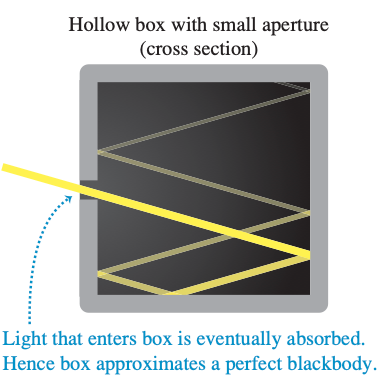 Hollow box with small aperture
(cross section)
Light that enters box is eventually absorbed.
Hence box approximates a perfect blackbody.